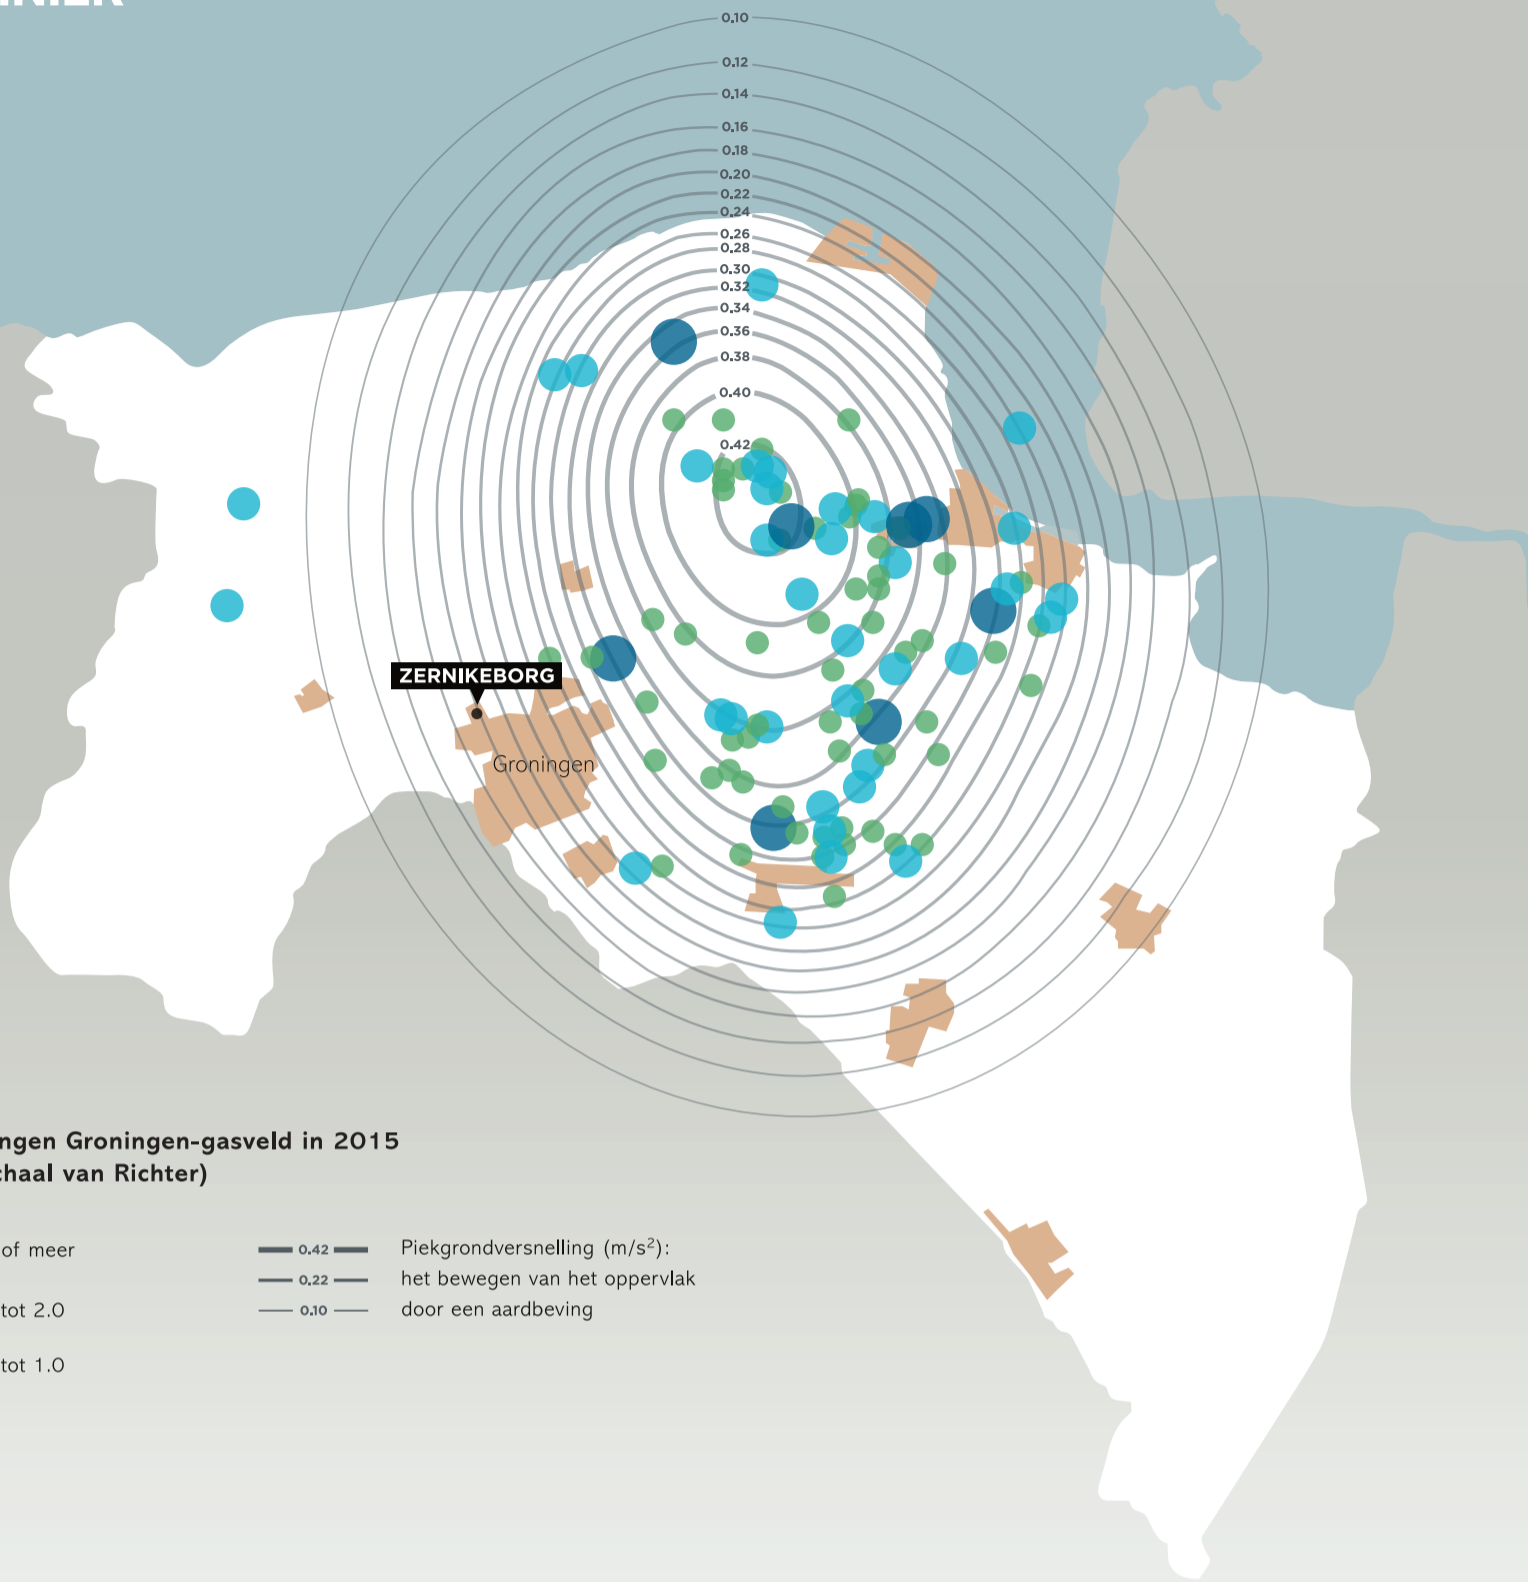 0.10
0.12
0.14
0.16
0.18
0.20
0.22
0.24
0.26
0.28
0.30
0.32
0.34
0.36
0.38
0.40
0.42
ZERNIKEBORG
Groningen
ngen Groningen-gasveld in 2015
chaal van Richter)
of meer
tot 2.0
tot 1.0
0.42
0.22
0.10
Piekgrondversnelling (m/s²):
het bewegen van het oppervlak
door een aardbeving